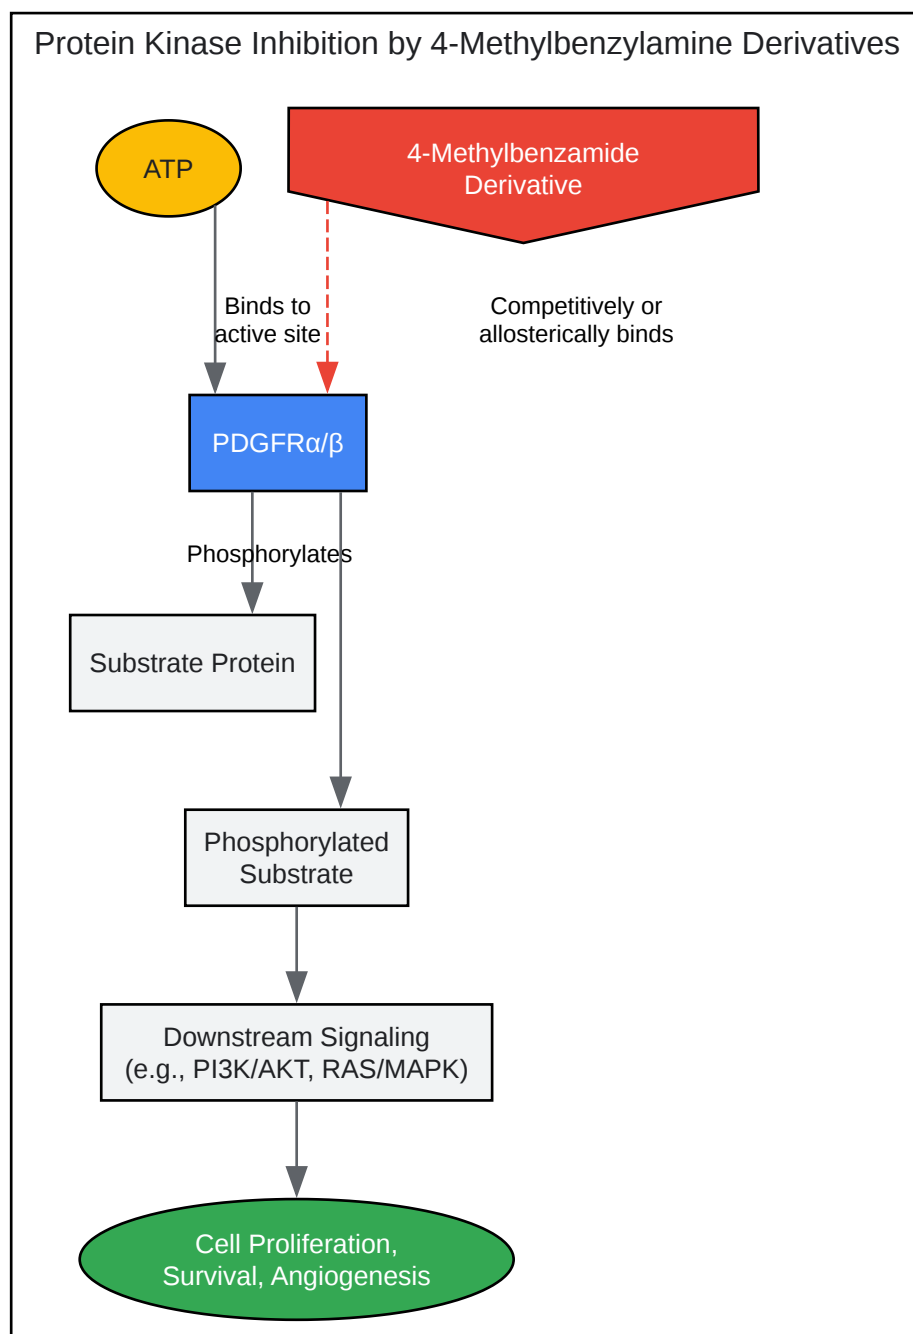 Protein Kinase Inhibition by 4-Methylbenzylamine Derivatives
ATP
4-Methylbenzamide
Derivative
Binds to
active site
Competitively or
allosterically binds
PDGFRα/β
Phosphorylates
Substrate Protein
Phosphorylated
Substrate
Downstream Signaling
(e.g., PI3K/AKT, RAS/MAPK)
Cell Proliferation,
Survival, Angiogenesis